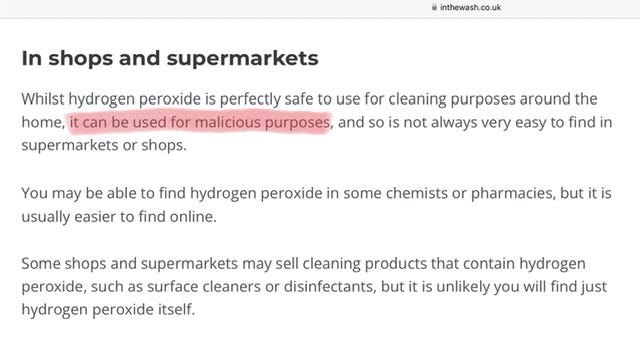 inthewash.co.uk
In shops and supermarkets
Whilst hydrogen peroxide is perfectly safe to use for cleaning purposes around the
home, it can be used for malicious purposes, and so is not always very easy to find in
supermarkets or shops.
You may be able to find hydrogen peroxide in some chemists or pharmacies, but it is
usually easier to find online.
Some shops and supermarkets may sell cleaning products that contain hydrogen
peroxide, such as surface cleaners or disinfectants, but it is unlikely you will find just
hydrogen peroxide itself.